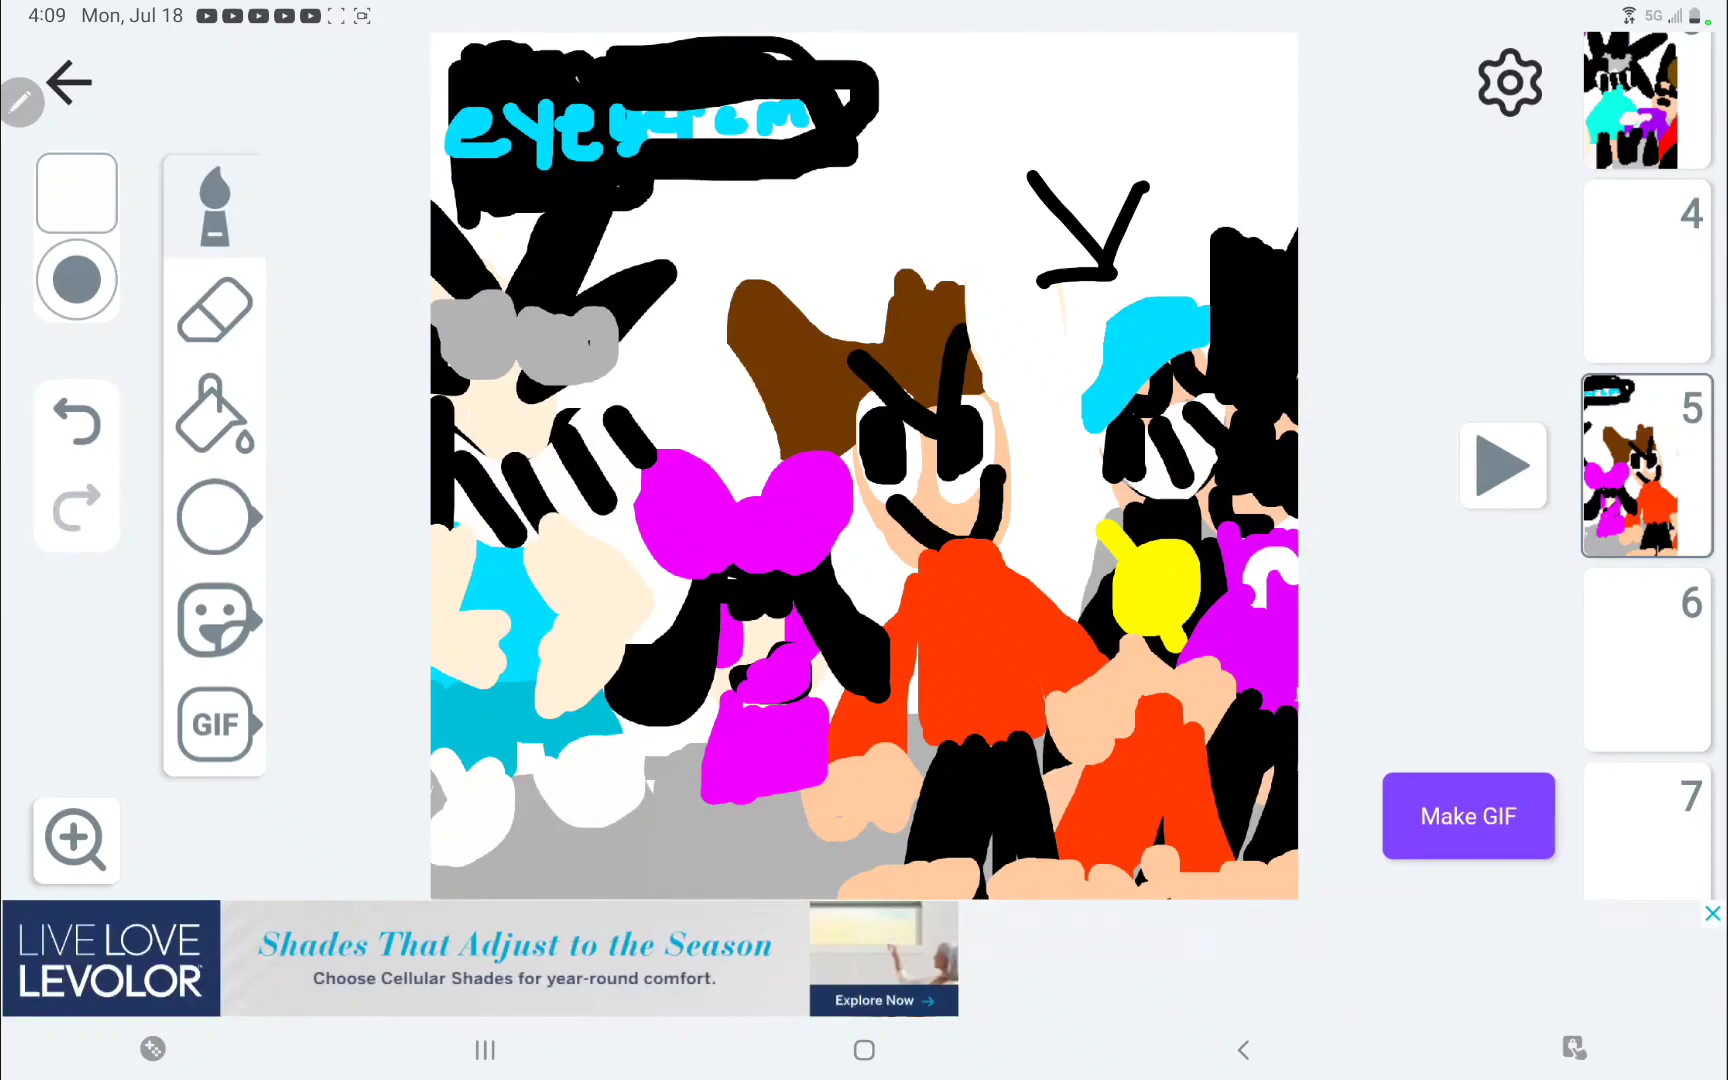 4:09 Mon, Jul 18
5G
4
5
6
7
GIF
Make GIF
LIVE LOVE
LEVOLOR
Shades That Adjust to the Season
Choose Cellular Shades for year-round comfort.
Explore Now →